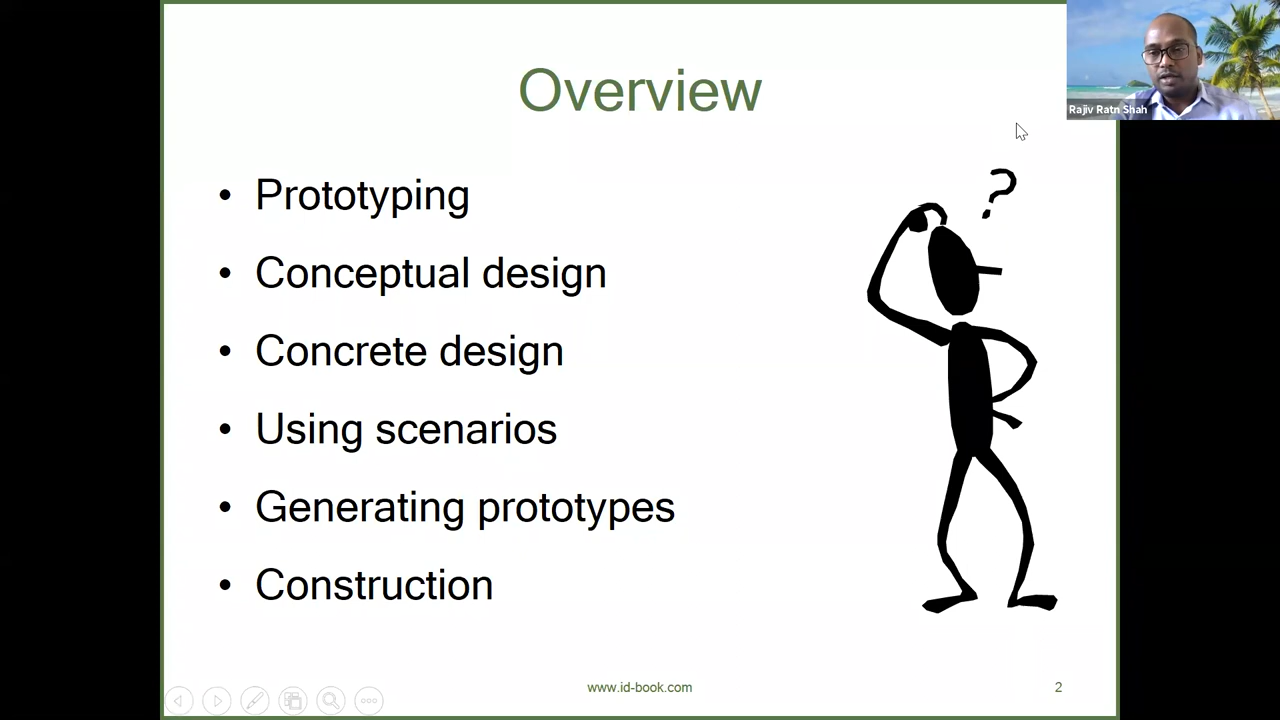 Overview
Rajiv Ratn Shah
?
• Prototyping
• Conceptual design
• Concrete design
• Using scenarios
• Generating prototypes
• Construction
www.id-book.com
2